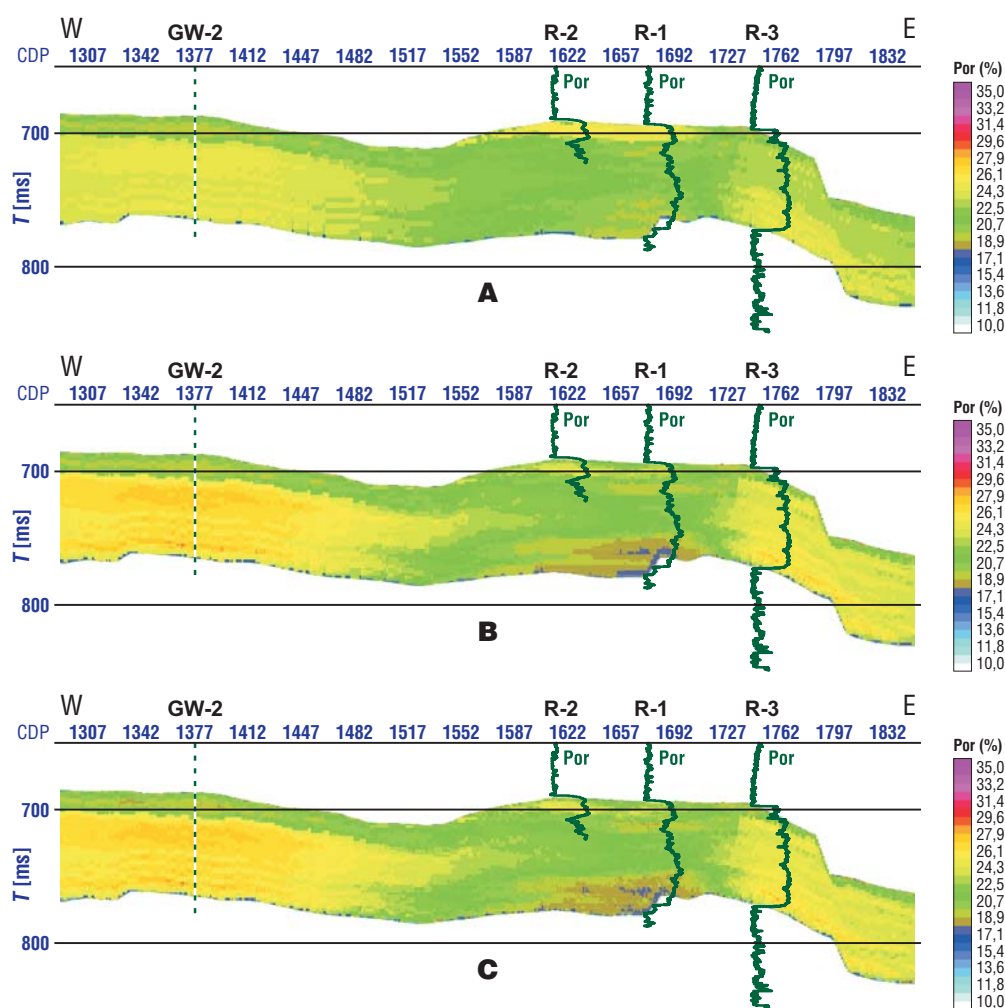 W E
GW-2 R-2 R-1 R-3
CDP 1307 1342 1377 1412 1447 1482 1517 1552 1587 1622 1657 1692 1727 1762 1797 1832
Por Por Por
700
800
T [ms]
A
Por (%)
35,0
33,2
31,4
29,6
27,9
26,1
24,3
22,5
20,7
18,9
17,1
15,4
13,6
11,8
10,0
W E
GW-2 R-2 R-1 R-3
CDP 1307 1342 1377 1412 1447 1482 1517 1552 1587 1622 1657 1692 1727 1762 1797 1832
Por Por Por
700
800
T [ms]
B
Por (%)
35,0
33,2
31,4
29,6
27,9
26,1
24,3
22,5
20,7
18,9
17,1
15,4
13,6
11,8
10,0
W E
GW-2 R-2 R-1 R-3
CDP 1307 1342 1377 1412 1447 1482 1517 1552 1587 1622 1657 1692 1727 1762 1797 1832
Por Por Por
700
800
T [ms]
C
Por (%)
35,0
33,2
31,4
29,6
27,9
26,1
24,3
22,5
20,7
18,9
17,1
15,4
13,6
11,8
10,0